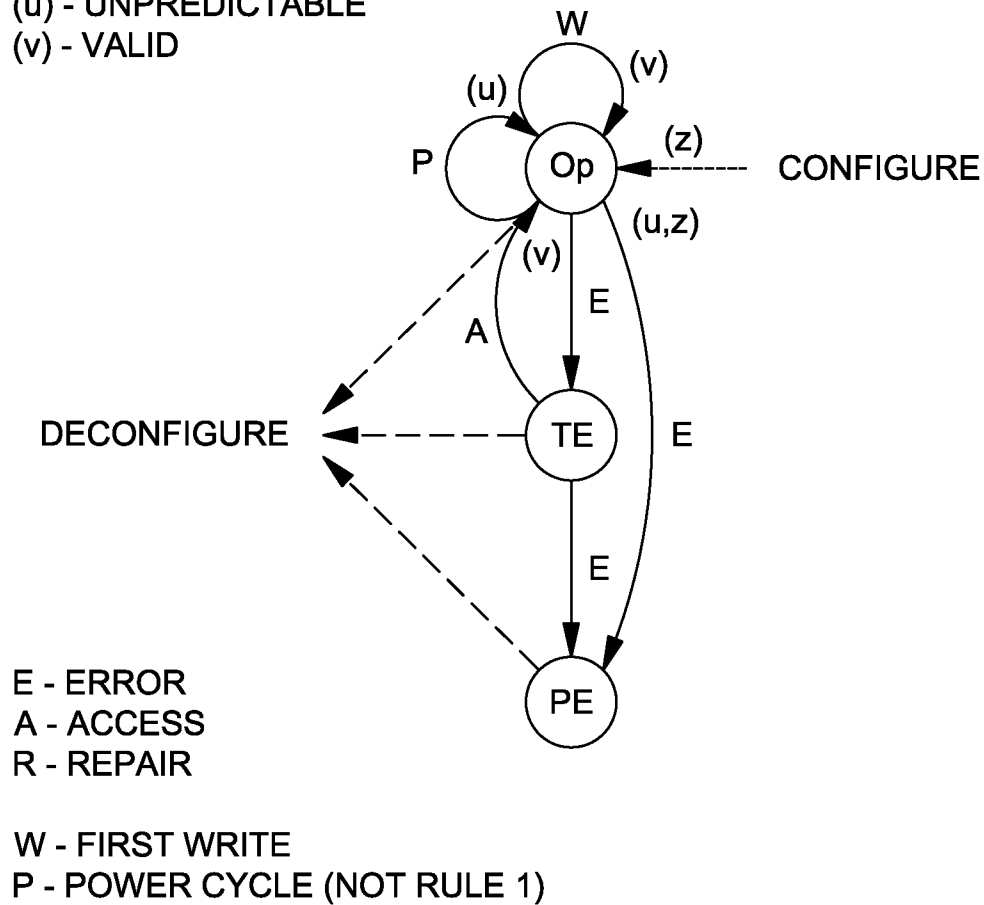 (u) - UNPREDICTABLE
(v) - VALID
W
(v)
(u)
P
Op
(z)
CONFIGURE
(u,z)
(v)
E
A
DECONFIGURE
TE
E
E
PE
E - ERROR
A - ACCESS
R - REPAIR
W - FIRST WRITE
P - POWER CYCLE (NOT RULE 1)